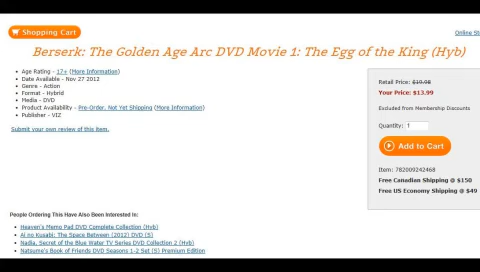 Shopping Cart
Online St
Berserk: The Golden Age Arc DVD Movie 1: The Egg of the King (Hyb)
Age Rating - 17+ (More Information)
Date Available - Nov 27 2012
Genre - Action
Format - Hybrid
Media - DVD
Product Availability - Pre-Order, Not Yet Shipping (More Information)
Publisher - VIZ
Submit your own review of this item.
Retail Price: $19.98
Your Price: $13.99
Excluded from Membership Discounts
Quantity: 1
Add to Cart
Item: 782009242468
Free Canadian Shipping @ $150
Free US Economy Shipping @ $49
People Ordering This Have Also Been Interested In:
Heaven's Memo Pad DVD Complete Collection (Hyb)
Ai no Kusabi: The Space Between (2012) DVD (S)
Nadia, Secret of the Blue Water TV Series DVD Collection 2 (Hyb)
Natsume's Book of Friends DVD Seasons 1-2 Set (S) Premium Edition